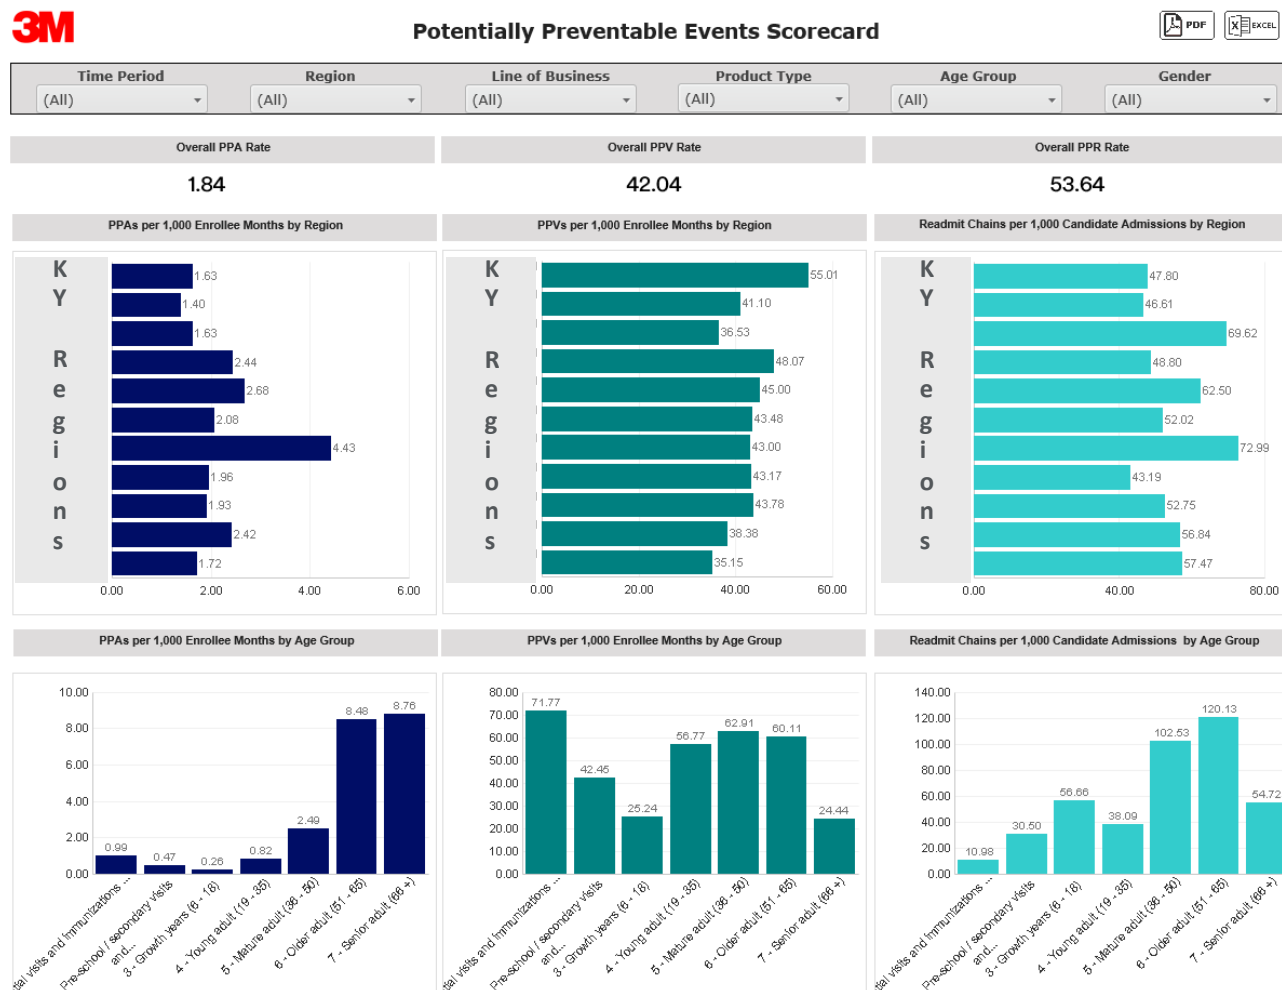 3M
Potentially Preventable Events Scorecard
PDF
EXCEL
Time Period Region Line of Business Product Type Age Group Gender
(All) (All) (All) (All) (All) (All)
Overall PPA Rate Overall PPV Rate Overall PPR Rate
1.84 42.04 53.64
PPAs per 1,000 Enrollee Months by Region
KY Regions
1.63
1.40
1.63
2.44
2.68
2.08
4.43
1.96
1.93
2.42
1.72
0.00 2.00 4.00 6.00
PPVs per 1,000 Enrollee Months by Region
KY Regions
55.01
41.10
36.53
48.07
45.00
43.48
43.00
43.17
43.78
38.38
35.15
0.00 20.00 40.00 60.00
Readmit Chains per 1,000 Candidate Admissions by Region
KY Regions
47.80
46.61
69.62
48.80
62.50
52.02
72.99
43.19
52.75
56.84
57.47
0.00 40.00 80.00
PPAs per 1,000 Enrollee Months by Age Group
10.00
8.00
6.00
4.00
2.00
0.00
0.99 0.47 0.26 0.82 2.49 8.48 8.76
tial visits and Immunizations ...
Pre-school / secondary visits and...
3 - Growth years (6 - 18)
4 - Young adult (19 - 35)
5 - Mature adult (36 - 50)
6 - Older adult (51 - 65)
7 - Senior adult (66 +)
PPVs per 1,000 Enrollee Months by Age Group
80.00
70.00
60.00
50.00
40.00
30.00
20.00
10.00
0.00
71.77 42.45 25.24 56.77 62.91 60.11 24.44
tial visits and Immunizations ...
Pre-school / secondary visits and...
3 - Growth years (6 - 18)
4 - Young adult (19 - 35)
5 - Mature adult (36 - 50)
6 - Older adult (51 - 65)
7 - Senior adult (66 +)
Readmit Chains per 1,000 Candidate Admissions by Age Group
140.00
120.00
100.00
80.00
60.00
40.00
20.00
0.00
10.98 30.50 56.66 38.09 102.53 120.13 54.72
tial visits and Immunizations ...
Pre-school / secondary visits and...
3 - Growth years (6 - 18)
4 - Young adult (19 - 35)
5 - Mature adult (36 - 50)
6 - Older adult (51 - 65)
7 - Senior adult (66 +)